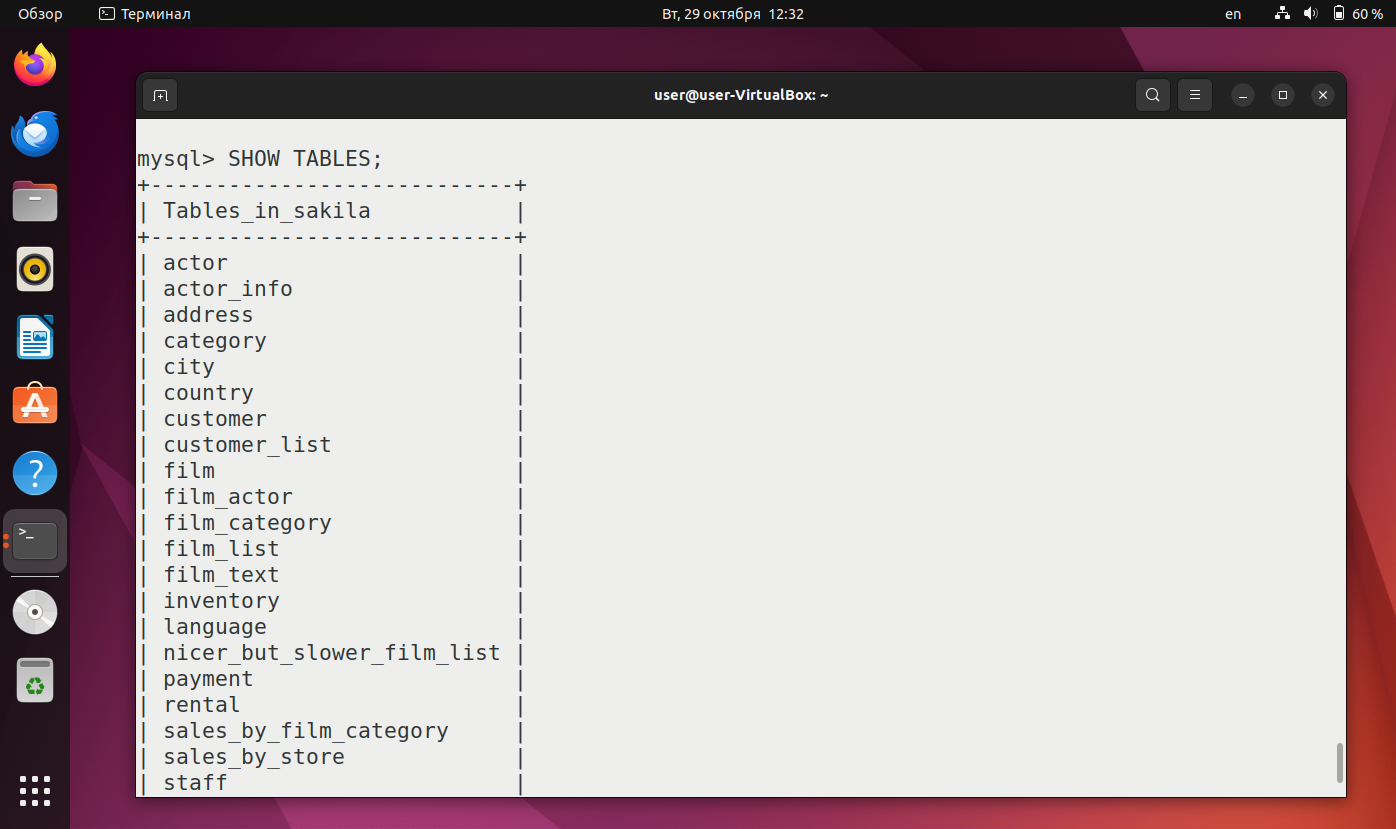 Обзор Терминал Вт, 29 октября 12:32 en 60 %
user@user-VirtualBox: ~
mysql> SHOW TABLES;
+----------------------------+
| Tables_in_sakila           |
+----------------------------+
| actor                      |
| actor_info                 |
| address                    |
| category                   |
| city                       |
| country                    |
| customer                   |
| customer_list              |
| film                       |
| film_actor                 |
| film_category              |
| film_list                  |
| film_text                  |
| inventory                  |
| language                   |
| nicer_but_slower_film_list |
| payment                    |
| rental                     |
| sales_by_film_category     |
| sales_by_store             |
| staff                      |